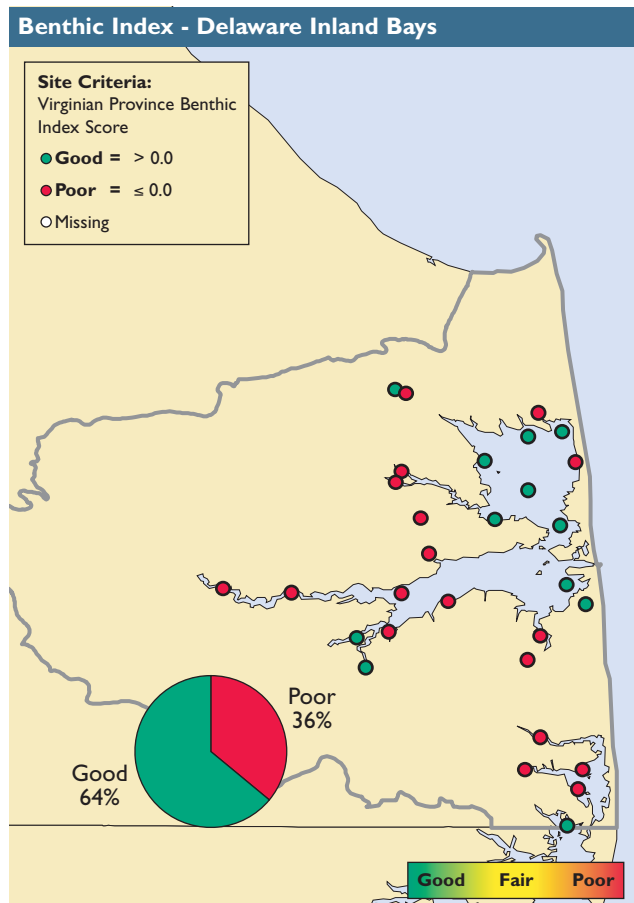 Benthic Index - Delaware Inland Bays
Site Criteria:
Virginian Province Benthic
Index Score
Good = > 0.0
Poor = ≤ 0.0
Missing
Poor
36%
Good
64%
Good Fair Poor